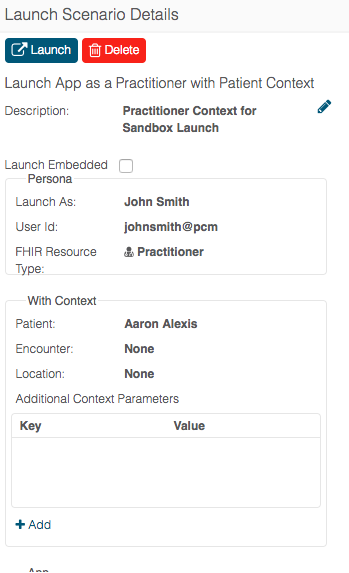 Launch Scenario Details
Launch Delete
Launch App as a Practitioner with Patient Context
Description: Practitioner Context for
Sandbox Launch
Launch Embedded
Persona
Launch As: John Smith
User Id: johnsmith@pcm
FHIR Resource Practitioner
Type:
With Context
Patient: Aaron Alexis
Encounter: None
Location: None
Additional Context Parameters
Key Value
+ Add
App